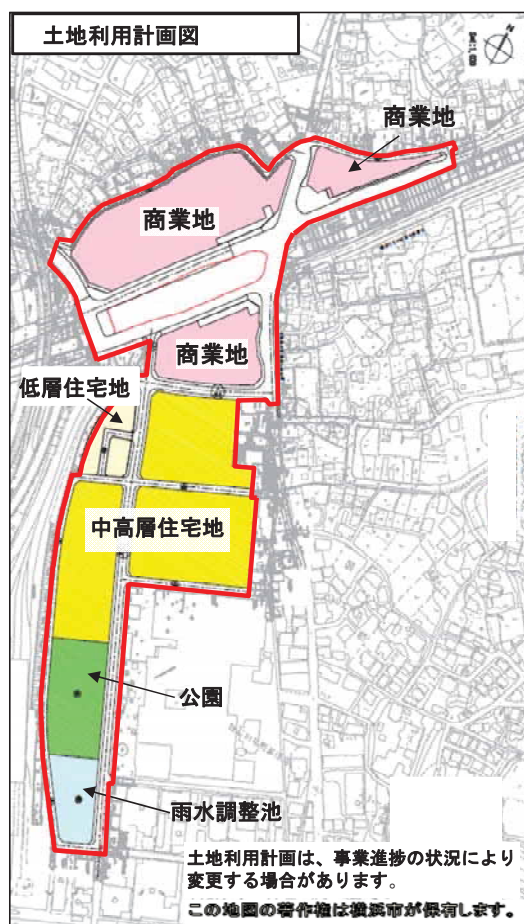 土地利用計画図
N
商業地
商業地
商業地
低層住宅地
中高層住宅地
公園
雨水調整池
土地利用計画は、事業進捗の状況により
変更する場合があります。
この地図の著作権は横浜市が保有します。